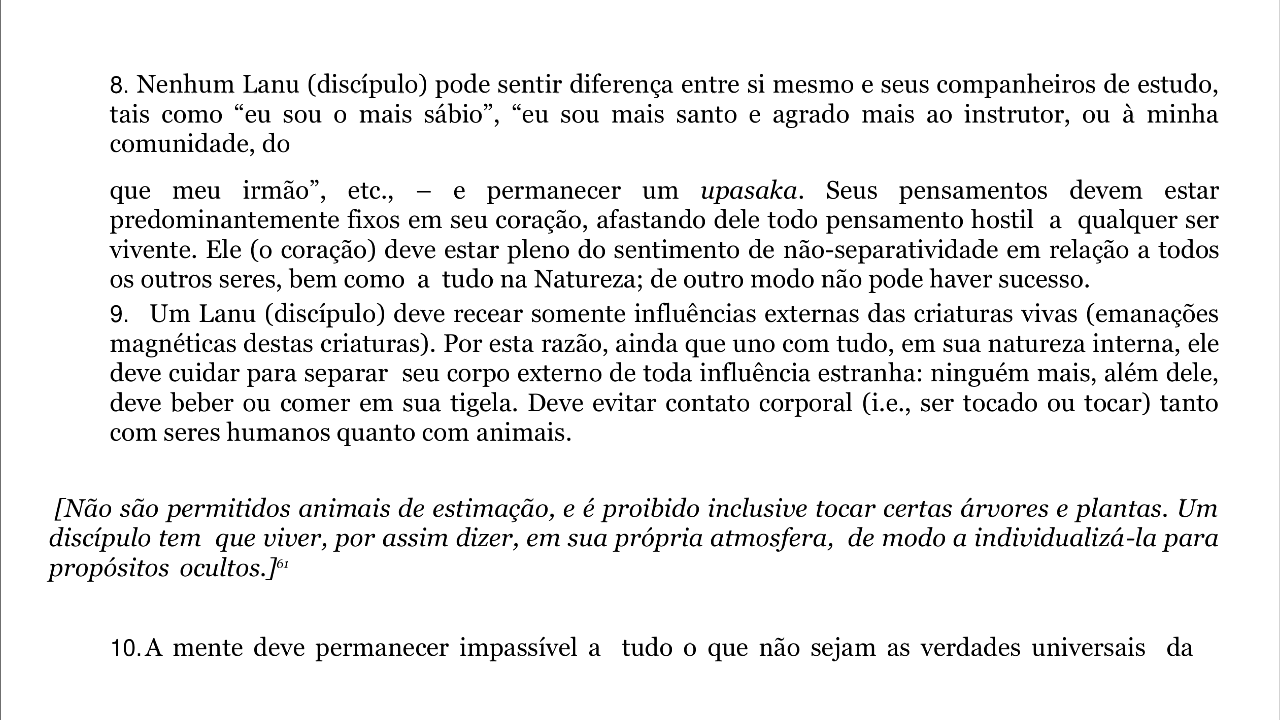 8. Nenhum Lanu (discípulo) pode sentir diferença entre si mesmo e seus companheiros de estudo,
tais como “eu sou o mais sábio”, “eu sou mais santo e agrado mais ao instrutor, ou à minha
comunidade, do
que meu irmão”, etc., – e permanecer um upasaka. Seus pensamentos devem estar
predominantemente fixos em seu coração, afastando dele todo pensamento hostil a qualquer ser
vivente. Ele (o coração) deve estar pleno do sentimento de não-separatividade em relação a todos
os outros seres, bem como a tudo na Natureza; de outro modo não pode haver sucesso.
9. Um Lanu (discípulo) deve recear somente influências externas das criaturas vivas (emanações
magnéticas destas criaturas). Por esta razão, ainda que uno com tudo, em sua natureza interna, ele
deve cuidar para separar seu corpo externo de toda influência estranha: ninguém mais, além dele,
deve beber ou comer em sua tigela. Deve evitar contato corporal (i.e., ser tocado ou tocar) tanto
com seres humanos quanto com animais.
[Não são permitidos animais de estimação, e é proibido inclusive tocar certas árvores e plantas. Um
discípulo tem que viver, por assim dizer, em sua própria atmosfera, de modo a individualizá-la para
propósitos ocultos.]61
10. A mente deve permanecer impassível a tudo o que não sejam as verdades universais da